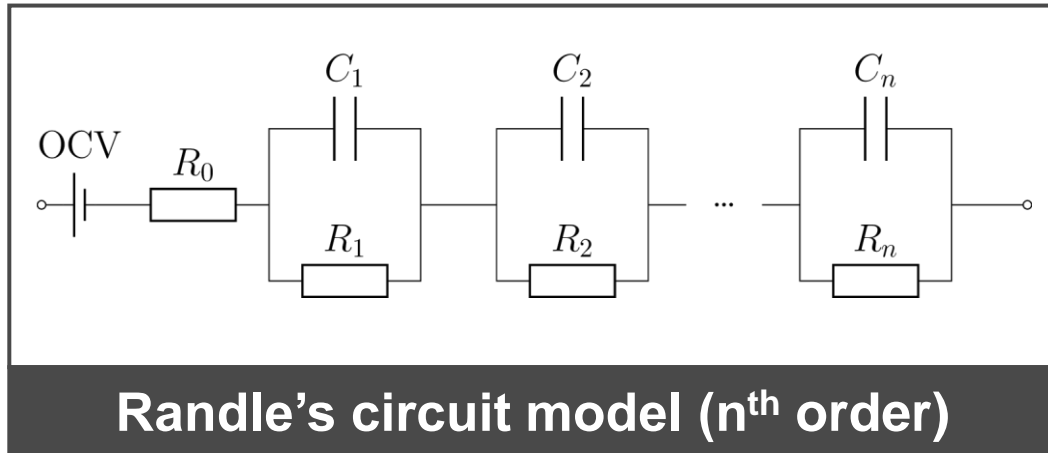 C₁ C₂ Cₙ
OCV
R₀
...
R₁ R₂ Rₙ
Randle’s circuit model (nᵗʰ order)